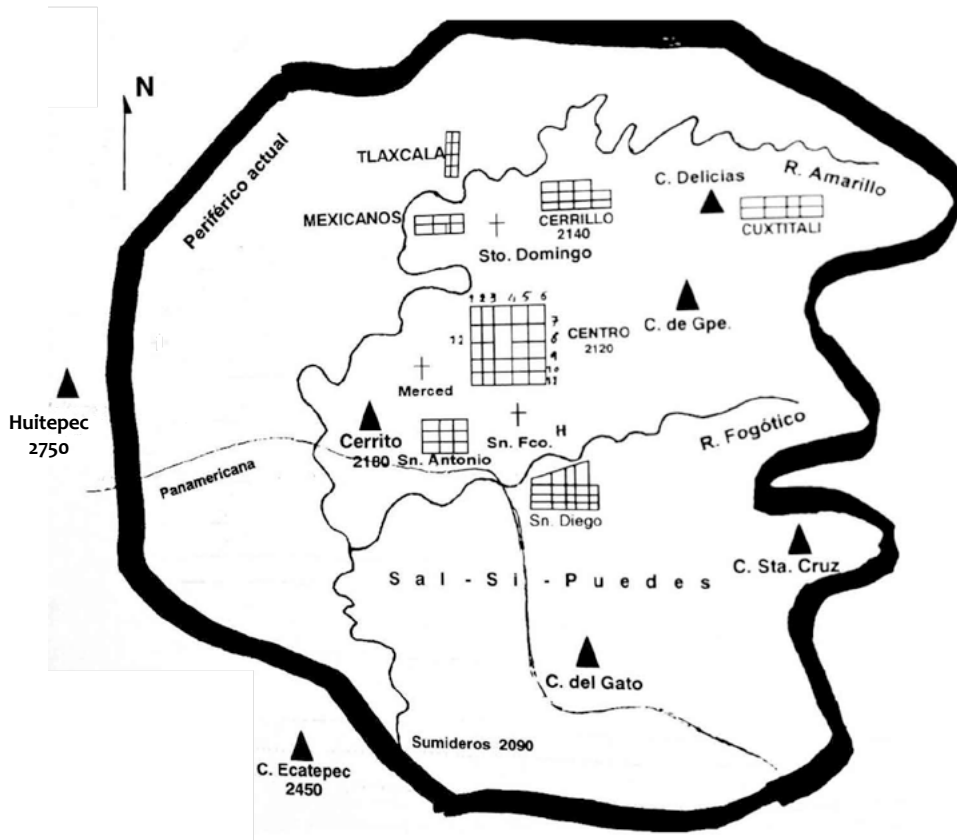 N
Periférico actual
TLAXCALA
MEXICANOS
Sto. Domingo
CERRILLO
2140
C. Delicias
R. Amarillo
CUXTITALI
1 2 3 4 5 6
7
8
9
10
11
12
CENTRO
2120
C. de Gpe.
Huitepec
2750
Merced
Cerrito
2180
Sn. Antonio
Sn. Fco.
H
R. Fogótico
Panamericana
Sn. Diego
C. Sta. Cruz
Sal-Si-Puedes
C. del Gato
Sumideros 2090
C. Ecatepec
2450